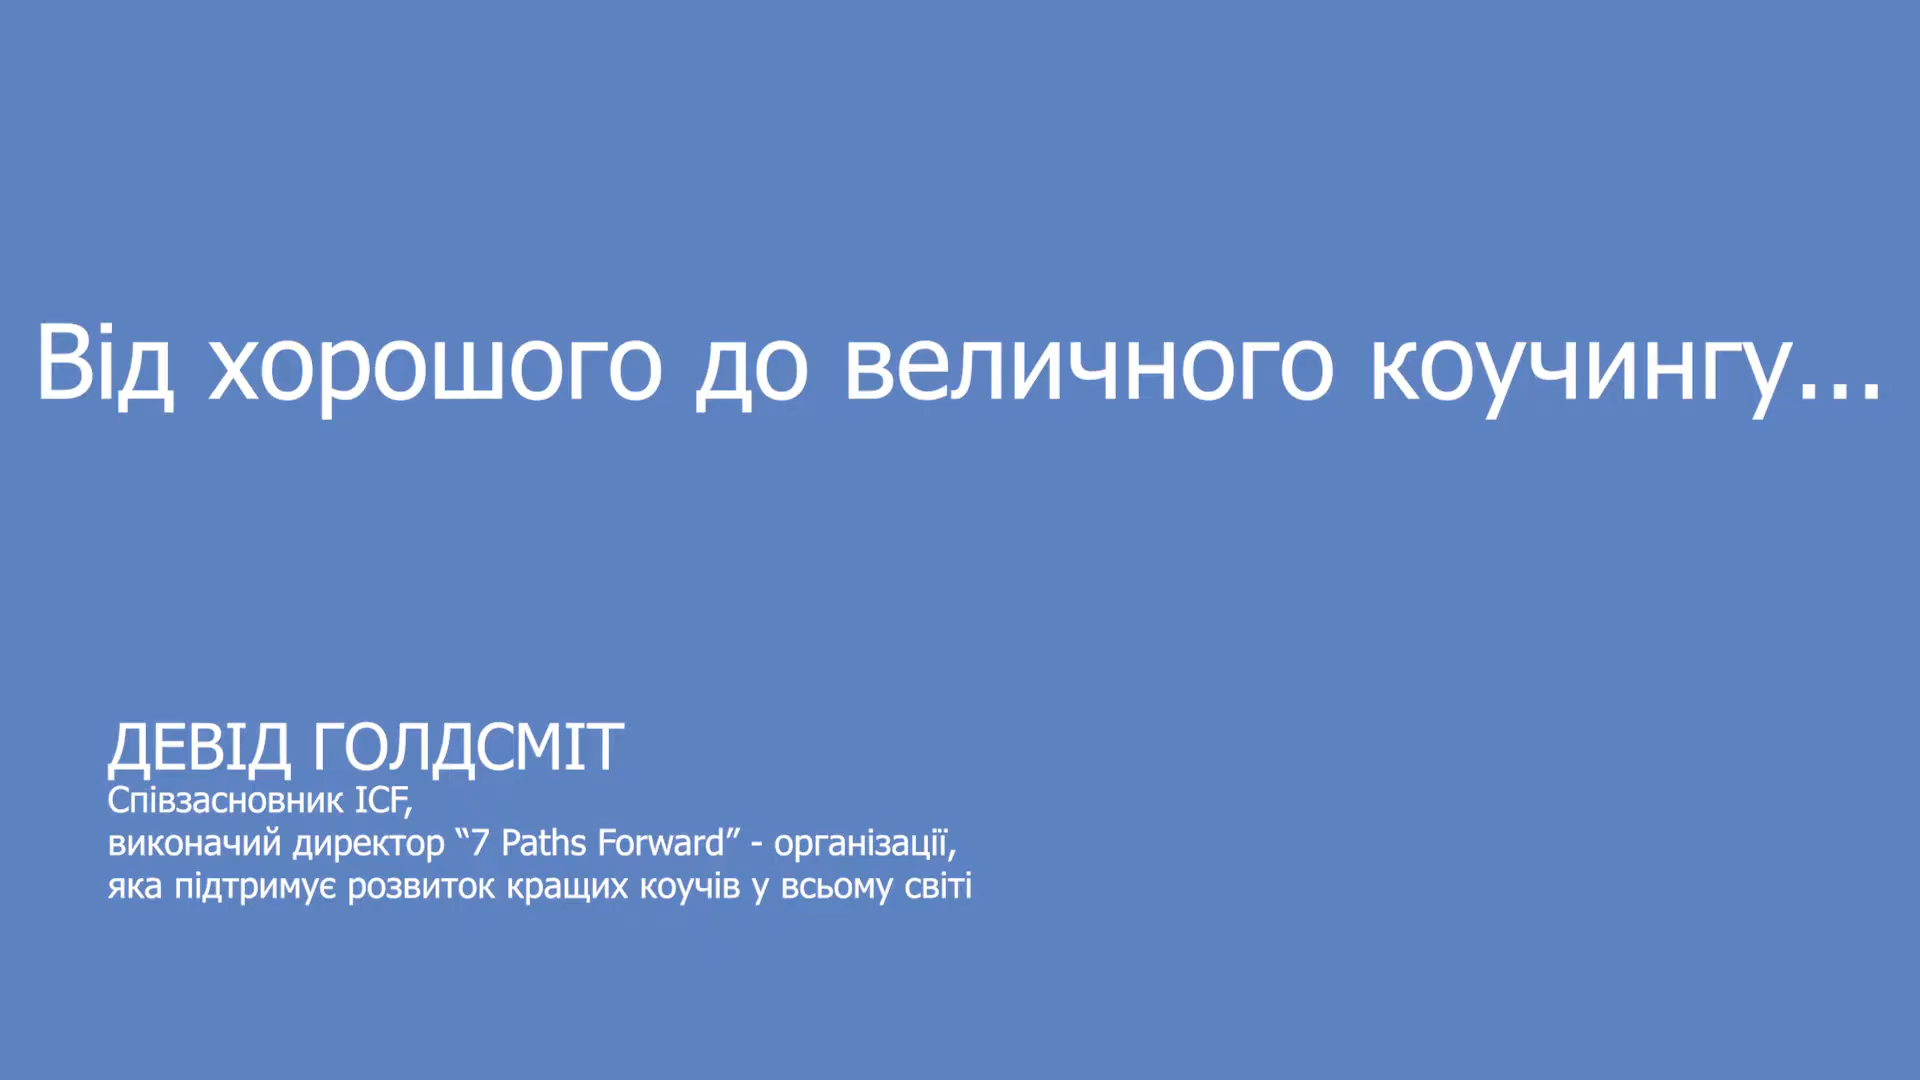 Від хорошого до величного коучингу...
ДЕВІД ГОЛДСМІТ
Співзасновник ICF,
виконачий директор “7 Paths Forward” - організації,
яка підтримує розвиток кращих коучів у всьому світі